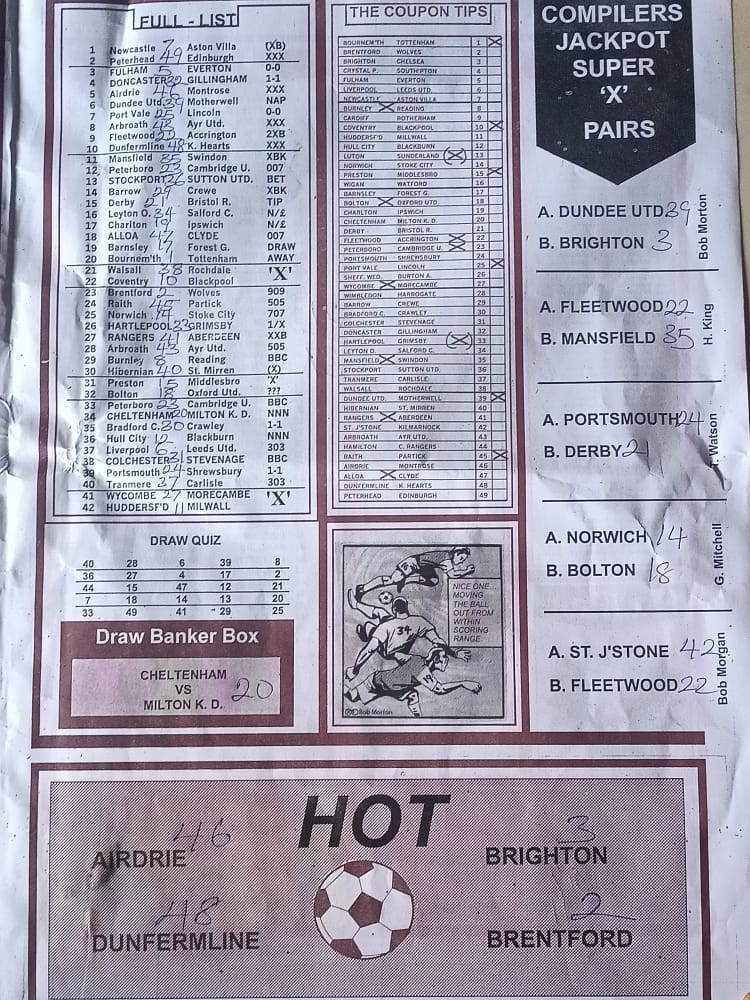 FULL - LIST
1 Newcastle 7 Aston Villa (XB)
2 Peterhead 49 Edinburgh XXX
3 FULHAM 5 EVERTON 0-0
4 DONCASTER 32 GILLINGHAM 1-1
5 Airdrie 46 Montrose XXX
6 Dundee Utd 39 Motherwell NAP
7 Port Vale 25 Lincoln 0-0
8 Arbroath 43 Ayr Utd. XXX
9 Fleetwood 22 Accrington 2XB
10 Dunfermline 48 K. Hearts XXX
11 Mansfield 35 Swindon XBK
12 Peterboro 23 Cambridge U. 007
13 STOCKPORT 36 SUTTON UTD. BET
14 Barrow 29 Crewe XBK
15 Derby 21 Bristol R. TIP
16 Leyton O. 34 Salford C. N/£
17 Charlton 19 Ipswich N/£
18 ALLOA 47 CLYDE 007
19 Barnsley 17 Forest G. DRAW
20 Bournem'th 1 Tottenham AWAY
21 Walsall 38 Rochdale 'X'
22 Coventry 10 Blackpool
23 Brentford 2 Wolves 909
24 Raith 45 Partick 505
25 Norwich 14 Stoke City 707
26 HARTLEPOOL 33 GRIMSBY 1/X
27 RANGERS 41 ABERDEEN XXB
28 Arbroath 43 Ayr Utd. 505
29 Burnley 8 Reading BBC
30 Hibernian 40 St. Mirren (X)
31 Preston 15 Middlesbro 'X'
32 Bolton 18 Oxford Utd. ???
33 Peterboro 23 Cambridge U. BBC
34 CHELTENHAM 20 MILTON K. D. NNN
35 Bradford C. 30 Crawley 1-1
36 Hull City 12 Blackburn NNN
37 Liverpool 6 Leeds Utd. 303
38 COLCHESTER 31 STEVENAGE BBC
39 Portsmouth 24 Shrewsbury 1-1
40 Tranmere 37 Carlisle 303
41 WYCOMBE 27 MORECAMBE 'X'
42 HUDDERSF'D 11 MILWALL
DRAW QUIZ
40 28 6 39 8
36 27 4 17 2
44 15 47 12 21
7 18 14 13 20
33 49 41 29 25
Draw Banker Box
CHELTENHAM
VS 20
MILTON K. D.
THE COUPON TIPS
BOURNEM'TH TOTTENHAM 1 X
BRENTFORD WOLVES 2
BRIGHTON CHELSEA 3
CRYSTAL P. SOUTH'PTON 4
FULHAM EVERTON 5
LIVERPOOL LEEDS UTD. 6
NEWCASTLE ASTON VILLA 7
BURNLEY X READING 8
CARDIFF ROTHERHAM 9
COVENTRY BLACKPOOL 10 X
HUDDERSF'D MILLWALL 11
HULL CITY BLACKBURN 12
LUTON SUNDERLAND (X) 13
NORWICH STOKE CITY 14
PRESTON MIDDLESBRO 15 X
WIGAN WATFORD 16
BARNSLEY FOREST G. 17
BOLTON X OXFORD UTD. 18
CHARLTON IPSWICH 19
CHELTENHAM MILTON K. D. 20
DERBY BRISTOL R. 21
FLEETWOOD ACCRINGTON X 22
PETERBORO CAMBRIDGE U. X 23
PORTSMOUTH SHREWSBURY 24
PORT VALE LINCOLN 25 X
SHEFF. WED. BURTON A. 26
WYCOMBE X MORECAMBE 27
WIMBLEDON HARROGATE 28
BARROW CREWE 29
BRADFORD C. CRAWLEY 30
COLCHESTER STEVENAGE 31
DONCASTER GILLINGHAM 32
HARTLEPOOL GRIMSBY (X) 33
LEYTON O. SALFORD C. 34
MANSFIELD X SWINDON 35
STOCKPORT SUTTON UTD. 36
TRANMERE CARLISLE 37
WALSALL ROCHDALE 38
DUNDEE UTD. MOTHERWELL 39 X
HIBERNIAN ST. MIRREN 40
RANGERS X ABERDEEN 41
ST. J'STONE KILMARNOCK 42
ARBROATH AYR UTD. 43
HAMILTON C. RANGERS 44
RAITH PARTICK 45 X
AIRDRIE MONTROSE 46
ALLOA X CLYDE 47
DUNFERMLINE K. HEARTS 48
PETERHEAD EDINBURGH 49
NICE ONE...
MOVING
THE BALL
OUT FROM
WITHIN
SCORING
RANGE.
34
©Bob Morton
COMPILERS
JACKPOT
SUPER
'X'
PAIRS
A. DUNDEE UTD 39
B. BRIGHTON 3
Bob Morton
A. FLEETWOOD 22
B. MANSFIELD 35
H. King
A. PORTSMOUTH 24
B. DERBY 21
Watson
A. NORWICH 14
B. BOLTON 18
G. Mitchell
A. ST. J'STONE 42
B. FLEETWOOD 22
Bob Morgan
HOT
AIRDRIE 46
BRIGHTON 3
DUNFERMLINE 48
BRENTFORD 2